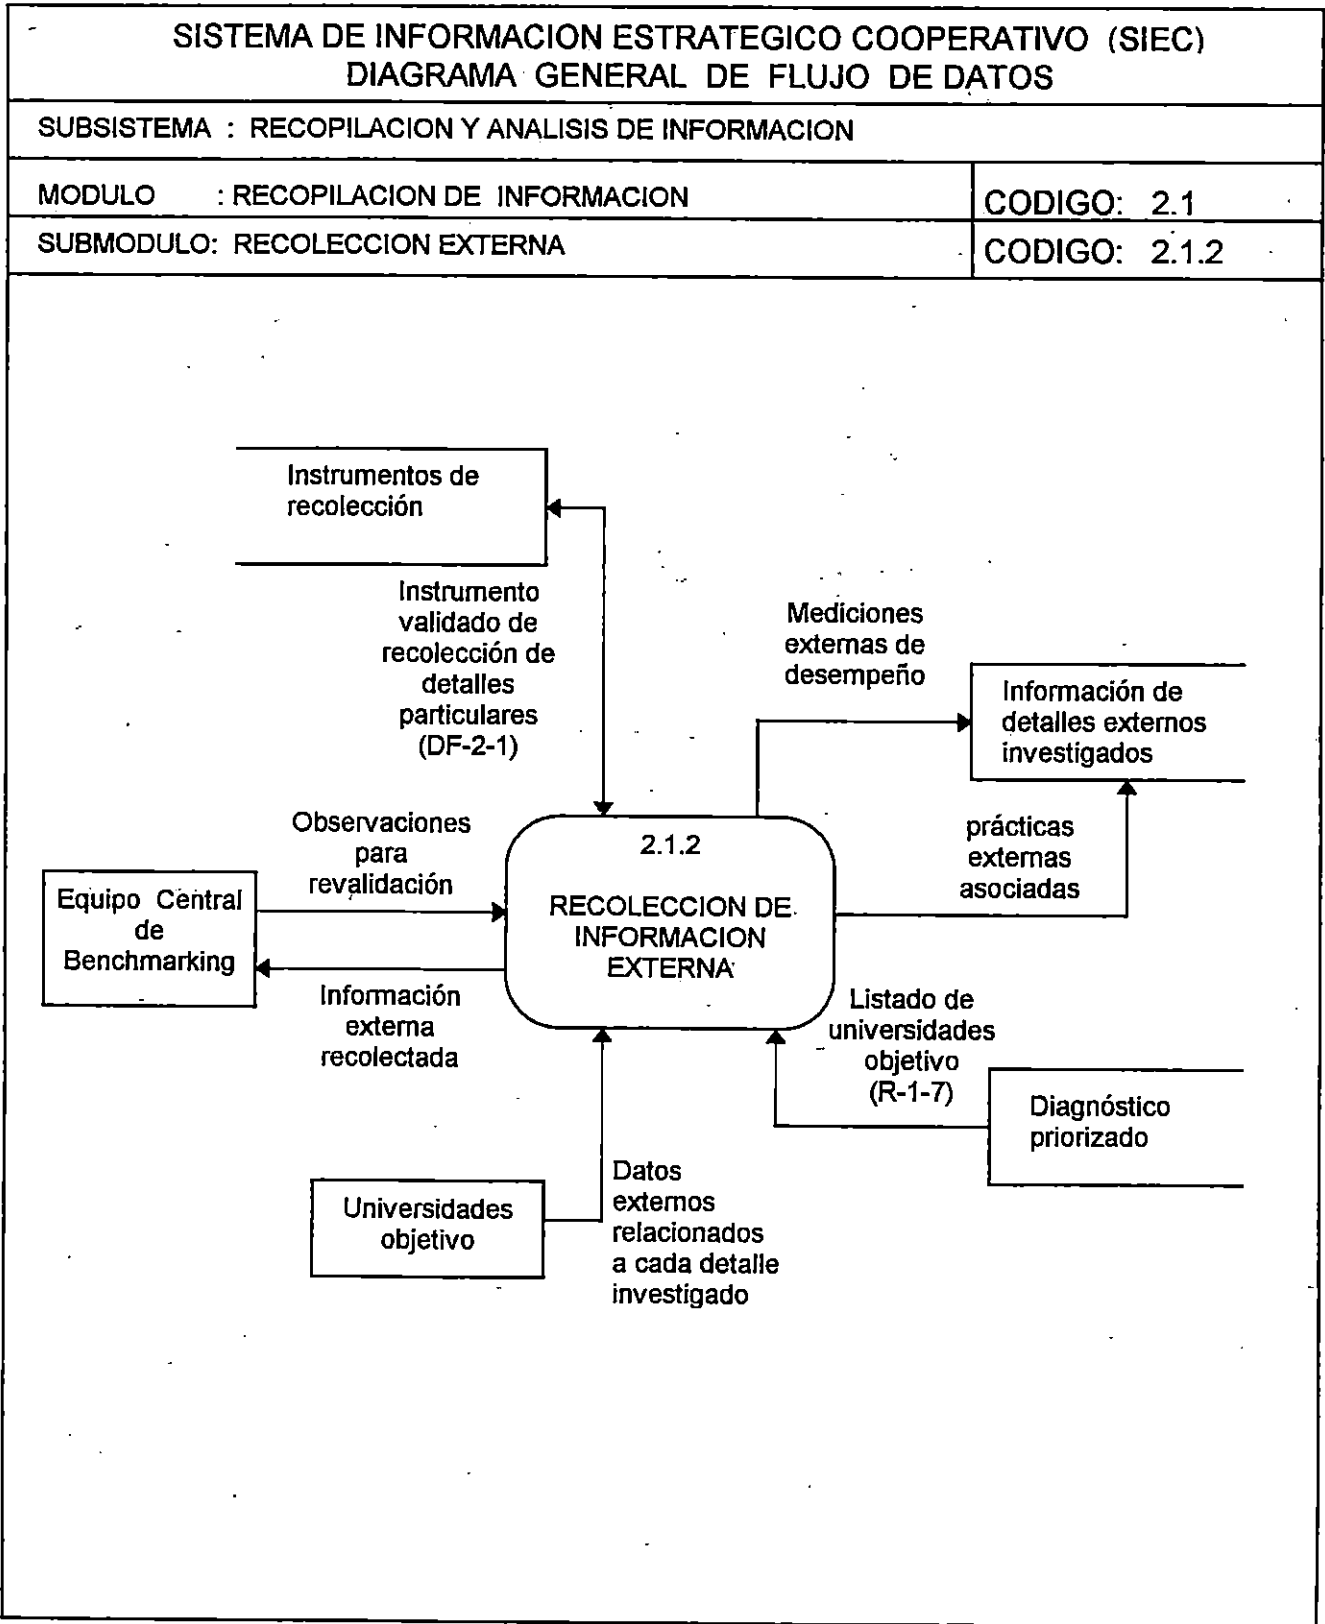 SISTEMA DE INFORMACION ESTRATEGICO COOPERATIVO (SIEC)
DIAGRAMA GENERAL DE FLUJO DE DATOS
SUBSISTEMA : RECOPILACION Y ANALISIS DE INFORMACION
MODULO : RECOPILACION DE INFORMACION
CODIGO: 2.1
SUBMODULO: RECOLECCION EXTERNA
CODIGO: 2.1.2
Instrumentos de
recolección
Instrumento
validado de
recolección de
detalles
particulares
(DF-2-1)
Mediciones
externas de
desempeño
Información de
detalles externos
investigados
Observaciones
para
revalidación
2.1.2
RECOLECCION DE
INFORMACION
EXTERNA
prácticas
externas
asociadas
Equipo Central
de
Benchmarking
Información
externa
recolectada
Listado de
universidades
objetivo
(R-1-7)
Diagnóstico
priorizado
Universidades
objetivo
Datos
externos
relacionados
a cada detalle
investigado